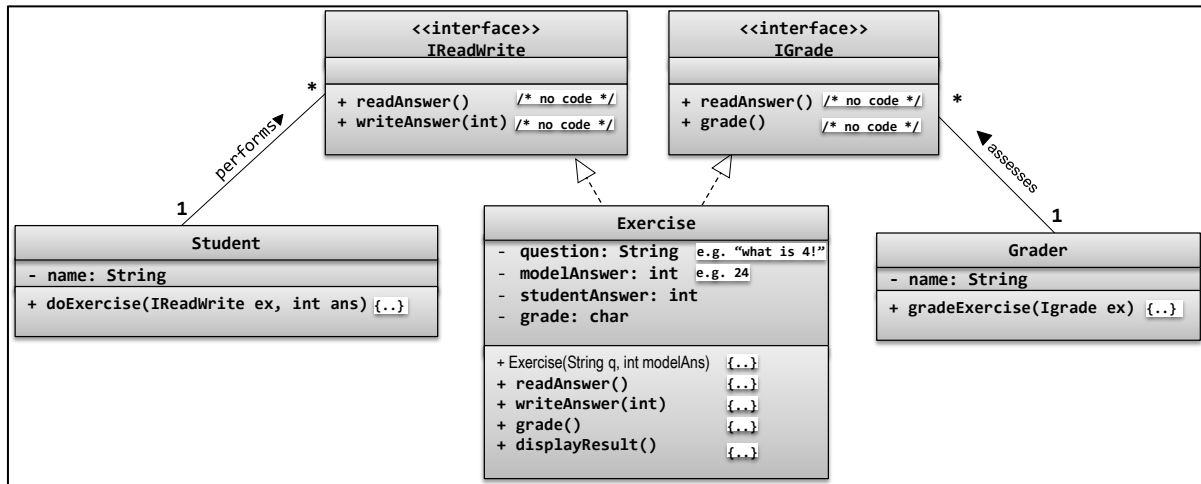 <<interface>>
IReadWrite
+ readAnswer() /* no code */
+ writeAnswer(int) /* no code */
<<interface>>
IGrade
+ readAnswer() /* no code */
+ grade() /* no code */
*
performs
1
*
assesses
1
Student
- name: String
+ doExercise(IReadWrite ex, int ans) {..}
Exercise
- question: String e.g. “what is 4!”
- modelAnswer: int e.g. 24
- studentAnswer: int
- grade: char
+ Exercise(String q, int modelAns) {..}
+ readAnswer() {..}
+ writeAnswer(int) {..}
+ grade() {..}
+ displayResult() {..}
Grader
- name: String
+ gradeExercise(Igrade ex) {..}